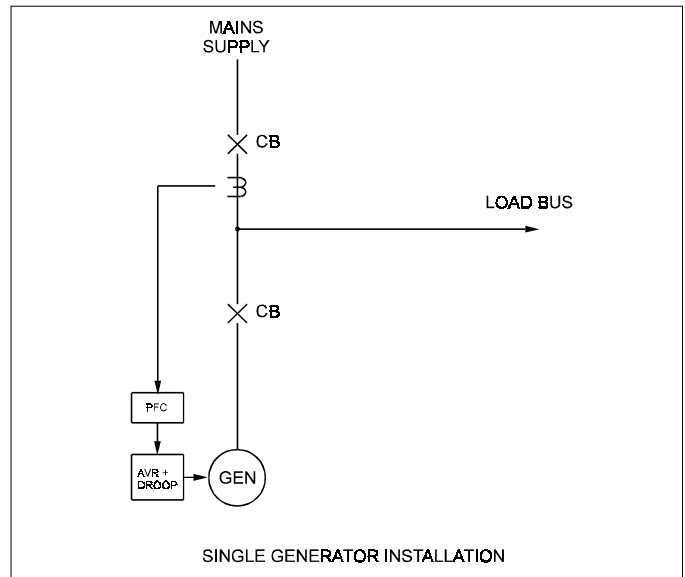 MAINS
SUPPLY
CB
LOAD BUS
CB
PFC
AVR +
DROOP
GEN
SINGLE GENERATOR INSTALLATION